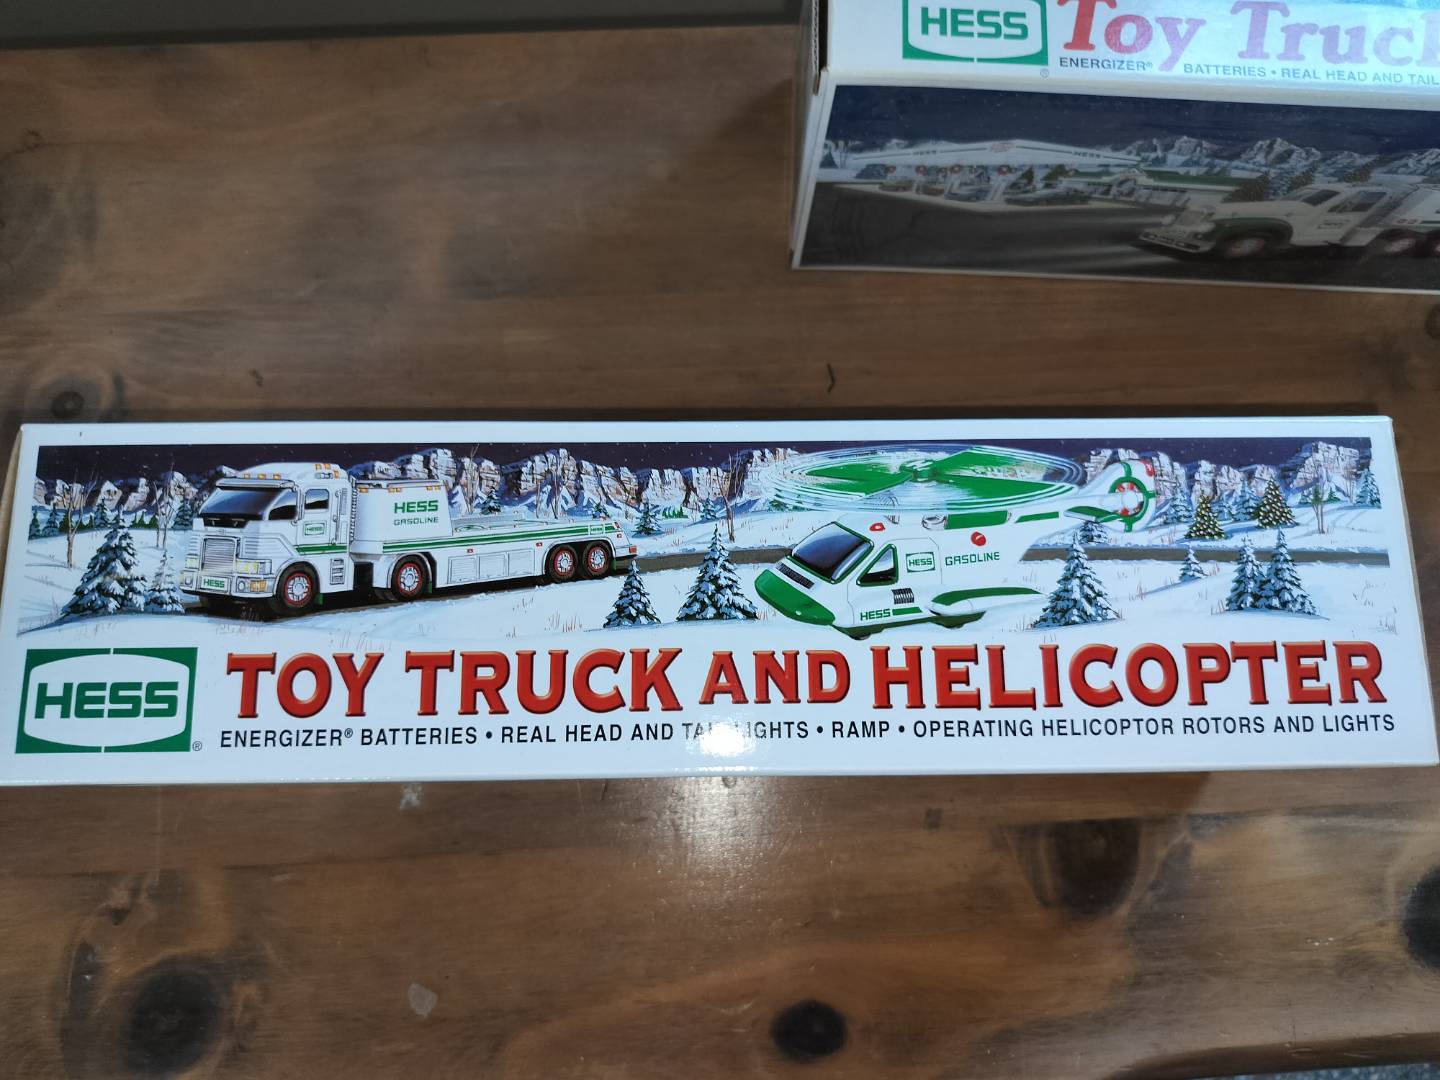 HESS Toy Truck
ENERGIZER® BATTERIES • REAL HEAD AND TAIL
HESS
GASOLINE
HESS
HESS
HESS GASOLINE
HESS
HESS® TOY TRUCK AND HELICOPTER
ENERGIZER® BATTERIES • REAL HEAD AND TAIL LIGHTS • RAMP • OPERATING HELICOPTOR ROTORS AND LIGHTS